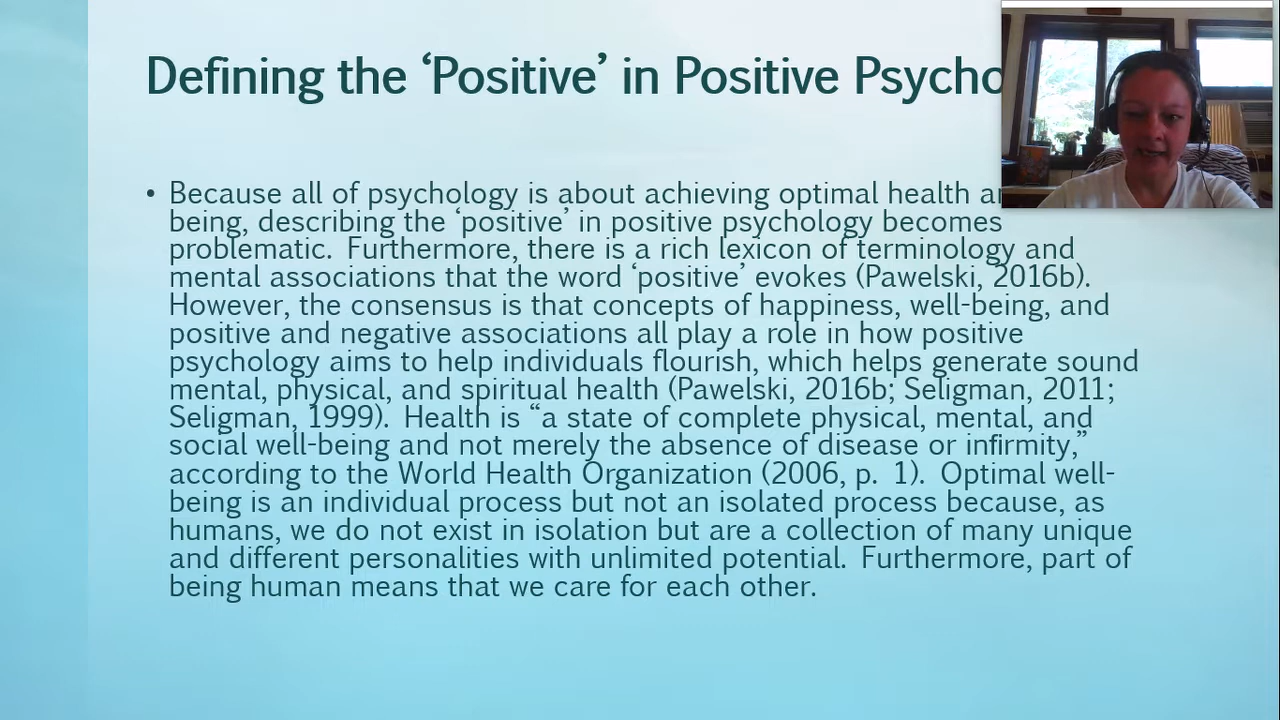 Defining the ‘Positive’ in Positive Psycho
• Because all of psychology is about achieving optimal health
being, describing the ‘positive’ in positive psychology becomes
problematic. Furthermore, there is a rich lexicon of terminology and
mental associations that the word ‘positive’ evokes (Pawelski, 2016b).
However, the consensus is that concepts of happiness, well-being, and
positive and negative associations all play a role in how positive
psychology aims to help individuals flourish, which helps generate sound
mental, physical, and spiritual health (Pawelski, 2016b; Seligman, 2011;
Seligman, 1999). Health is “a state of complete physical, mental, and
social well-being and not merely the absence of disease or infirmity,”
according to the World Health Organization (2006, p. 1). Optimal well-
being is an individual process but not an isolated process because, as
humans, we do not exist in isolation but are a collection of many unique
and different personalities with unlimited potential. Furthermore, part of
being human means that we care for each other.